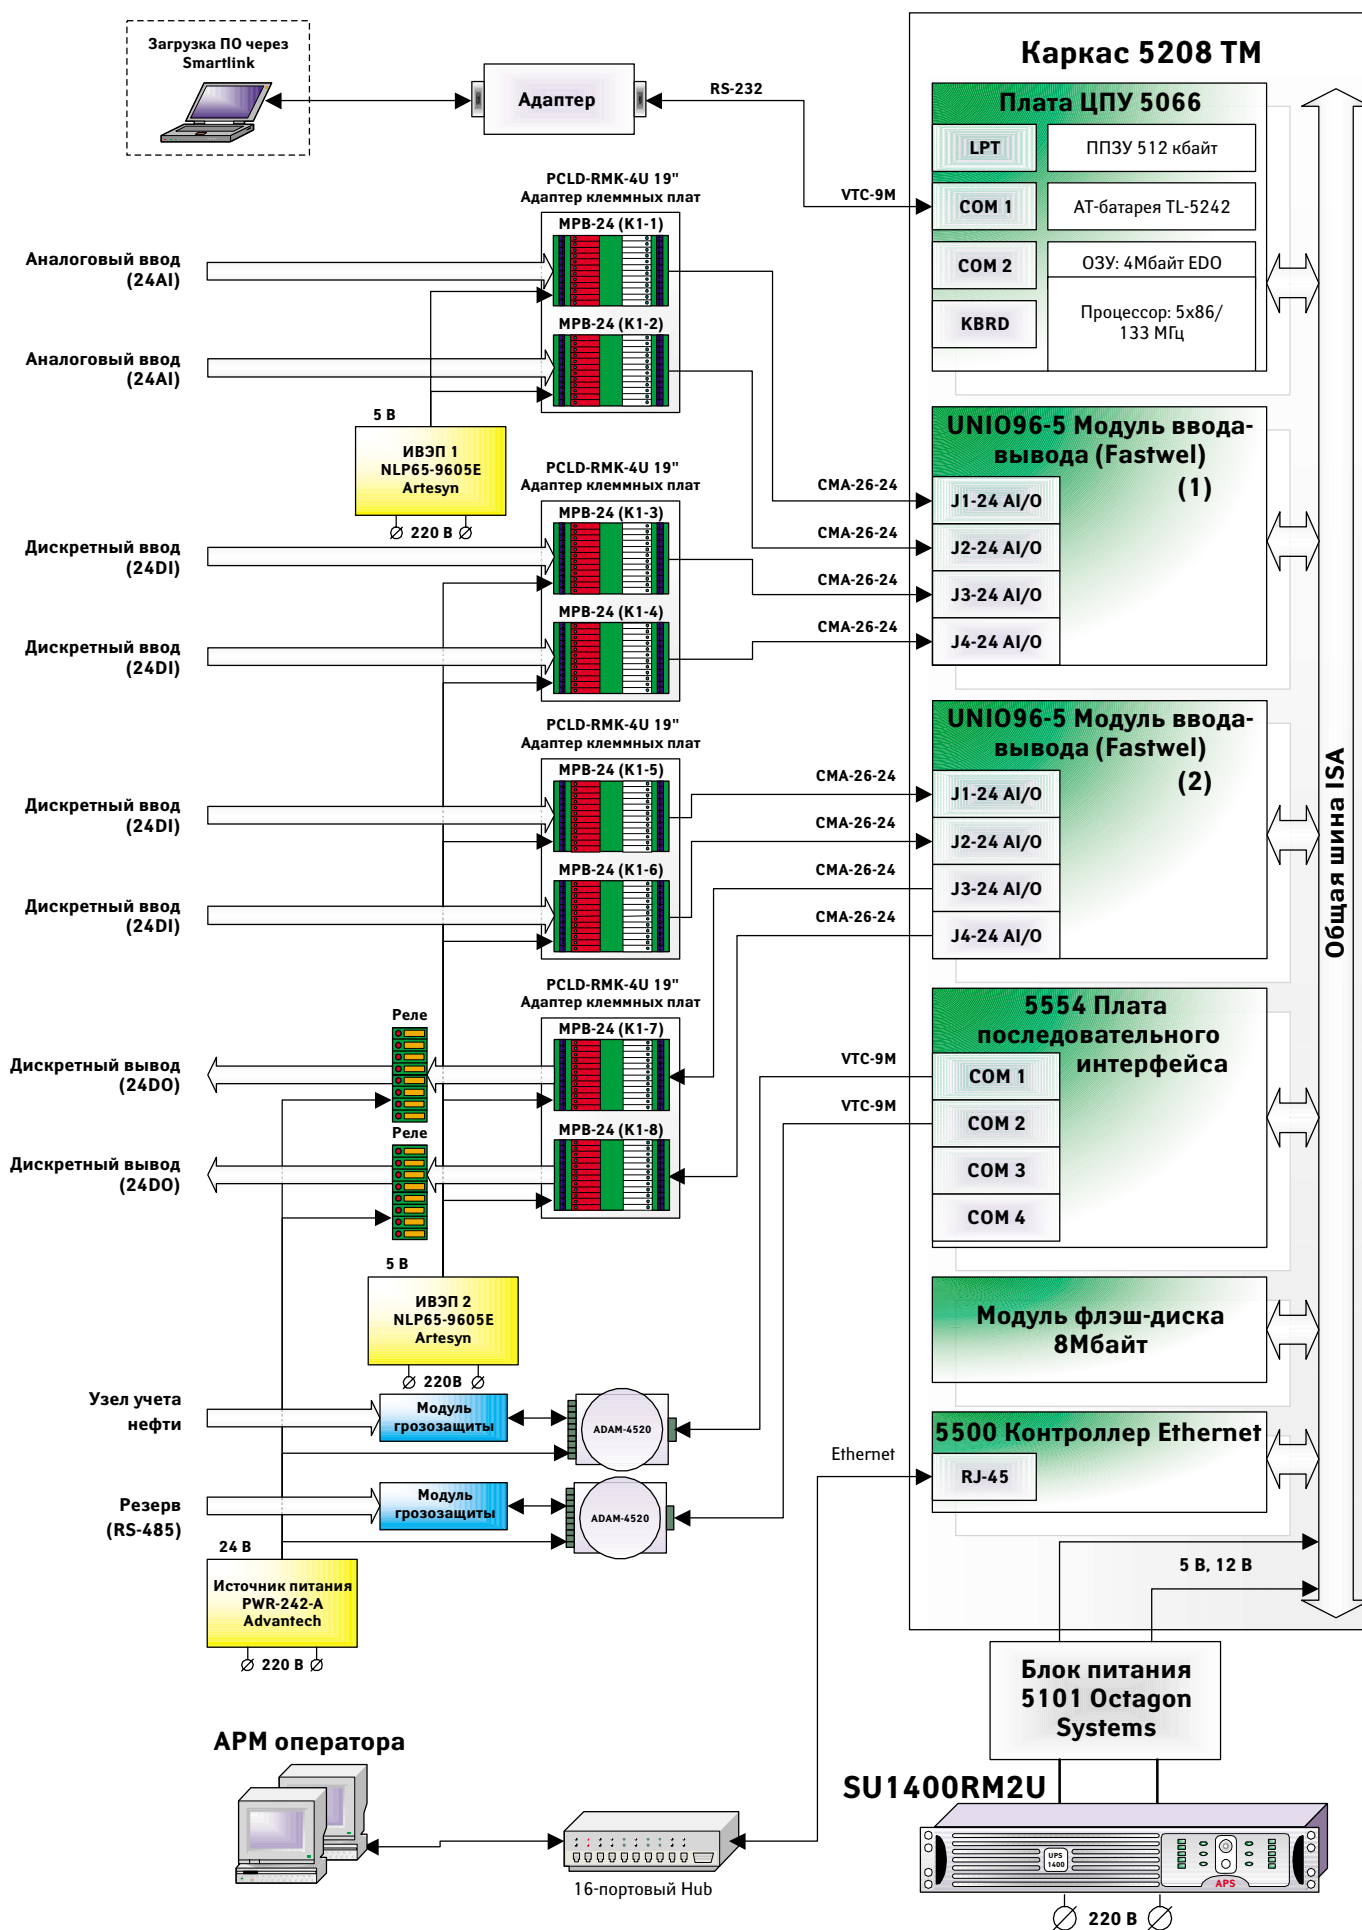 Загрузка ПО через
Smartlink
Адаптер
RS-232
VTC-9M
Каркас 5208 ТМ
Плата ЦПУ 5066
LPT
ППЗУ 512 кбайт
COM 1
АТ-батарея TL-5242
COM 2
ОЗУ: 4Мбайт EDO
KBRD
Процессор: 5x86/
133 МГц
PCLD-RMK-4U 19"
Адаптер клеммных плат
MPB-24 (K1-1)
Аналоговый ввод
(24AI)
MPB-24 (K1-2)
Аналоговый ввод
(24AI)
5 В
ИВЭП 1
NLP65-9605E
Artesyn
220 В
UNIO96-5 Модуль ввода-
вывода (Fastwel)
(1)
CMA-26-24
J1-24 AI/O
CMA-26-24
J2-24 AI/O
CMA-26-24
J3-24 AI/O
CMA-26-24
J4-24 AI/O
PCLD-RMK-4U 19"
Адаптер клеммных плат
MPB-24 (K1-3)
Дискретный ввод
(24DI)
MPB-24 (K1-4)
Дискретный ввод
(24DI)
UNIO96-5 Модуль ввода-
вывода (Fastwel)
(2)
CMA-26-24
J1-24 AI/O
CMA-26-24
J2-24 AI/O
CMA-26-24
J3-24 AI/O
CMA-26-24
J4-24 AI/O
Общая шина ISA
PCLD-RMK-4U 19"
Адаптер клеммных плат
MPB-24 (K1-5)
Дискретный ввод
(24DI)
MPB-24 (K1-6)
Дискретный ввод
(24DI)
PCLD-RMK-4U 19"
Адаптер клеммных плат
MPB-24 (K1-7)
Реле
Дискретный вывод
(24DO)
MPB-24 (K1-8)
Реле
Дискретный вывод
(24DO)
5554 Плата
последовательного
интерфейса
VTC-9M
COM 1
VTC-9M
COM 2
COM 3
COM 4
5 В
ИВЭП 2
NLP65-9605E
Artesyn
220В
Модуль флэш-диска
8Мбайт
Узел учета
нефти
Модуль
грозозащиты
ADAM-4520
5500 Контроллер Ethernet
Ethernet
RJ-45
Резерв
(RS-485)
Модуль
грозозащиты
ADAM-4520
24 В
Источник питания
PWR-242-A
Advantech
220 В
5 В, 12 В
Блок питания
5101 Octagon
Systems
АРМ оператора
16-портовый Hub
SU1400RM2U
UPS
1400
APS
220 В